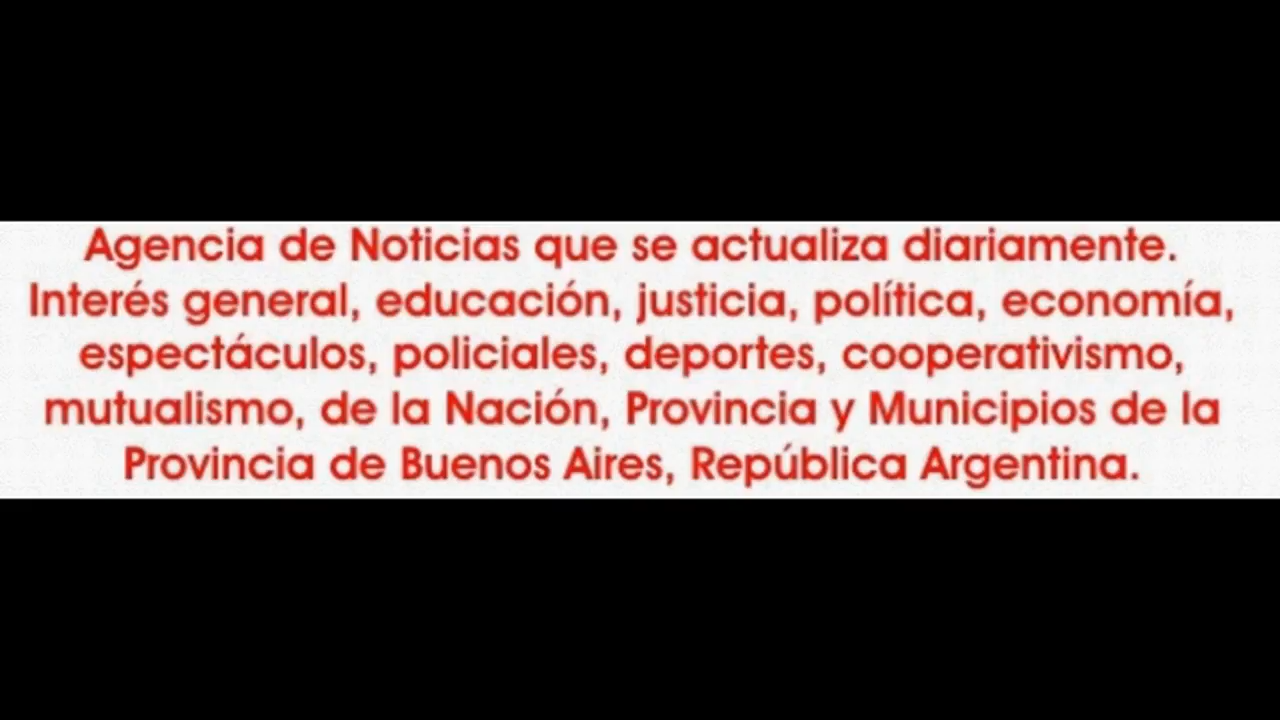 Agencia de Noticias que se actualiza diariamente.
Interés general, educación, justicia, política, economía,
espectáculos, policiales, deportes, cooperativismo,
mutualismo, de la Nación, Provincia y Municipios de la
Provincia de Buenos Aires, República Argentina.